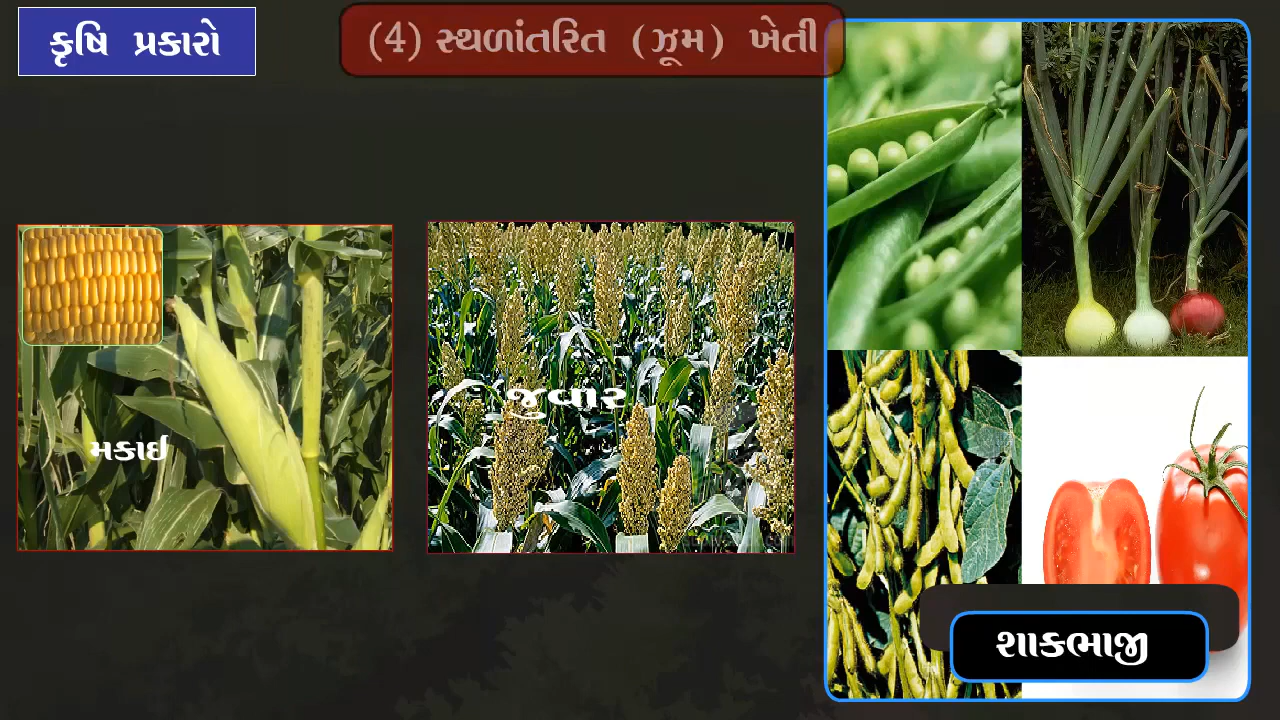 કૃષિ પ્રકારો
(4) સ્થળાંતરિત (ઝૂમ) ખેતી
મકાઇ
જુવાર
શાકભાજી